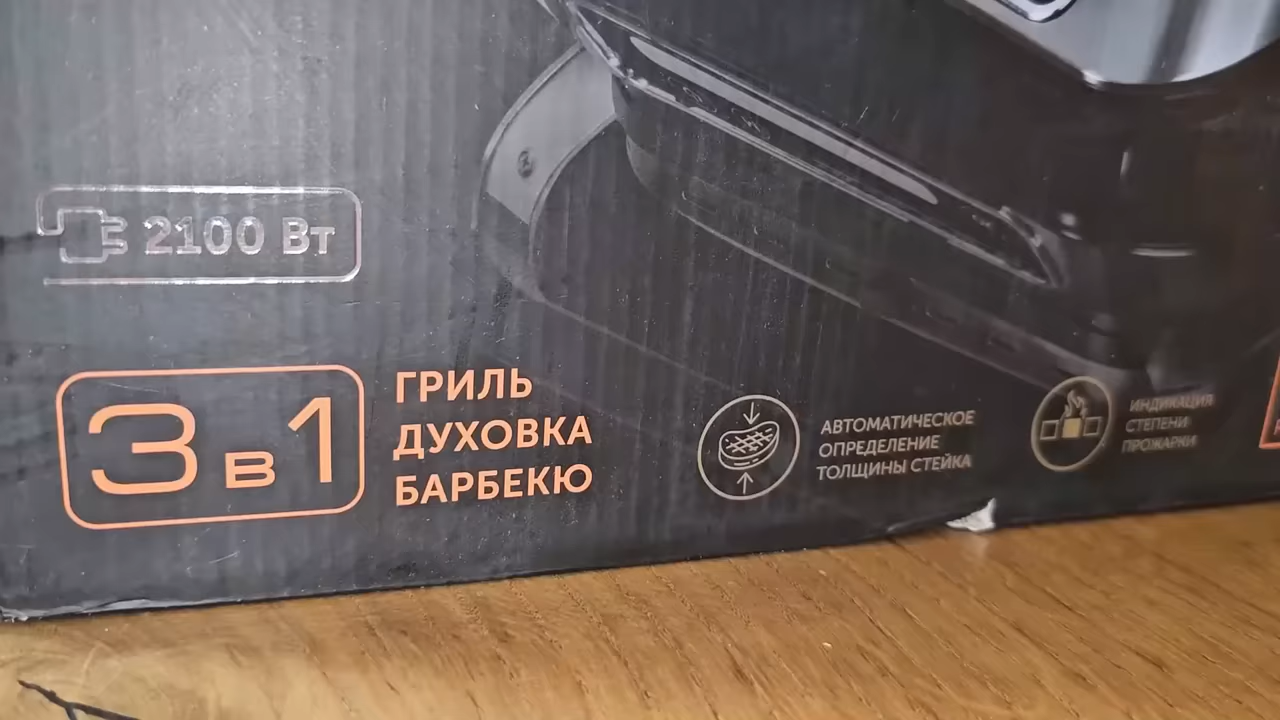 2100 Вт
3 в 1
ГРИЛЬ
ДУХОВКА
БАРБЕКЮ
АВТОМАТИЧЕСКОЕ
ОПРЕДЕЛЕНИЕ
ТОЛЩИНЫ СТЕЙКА
ИНДИКАЦИЯ
СТЕПЕНИ
ПРОЖАРКИ